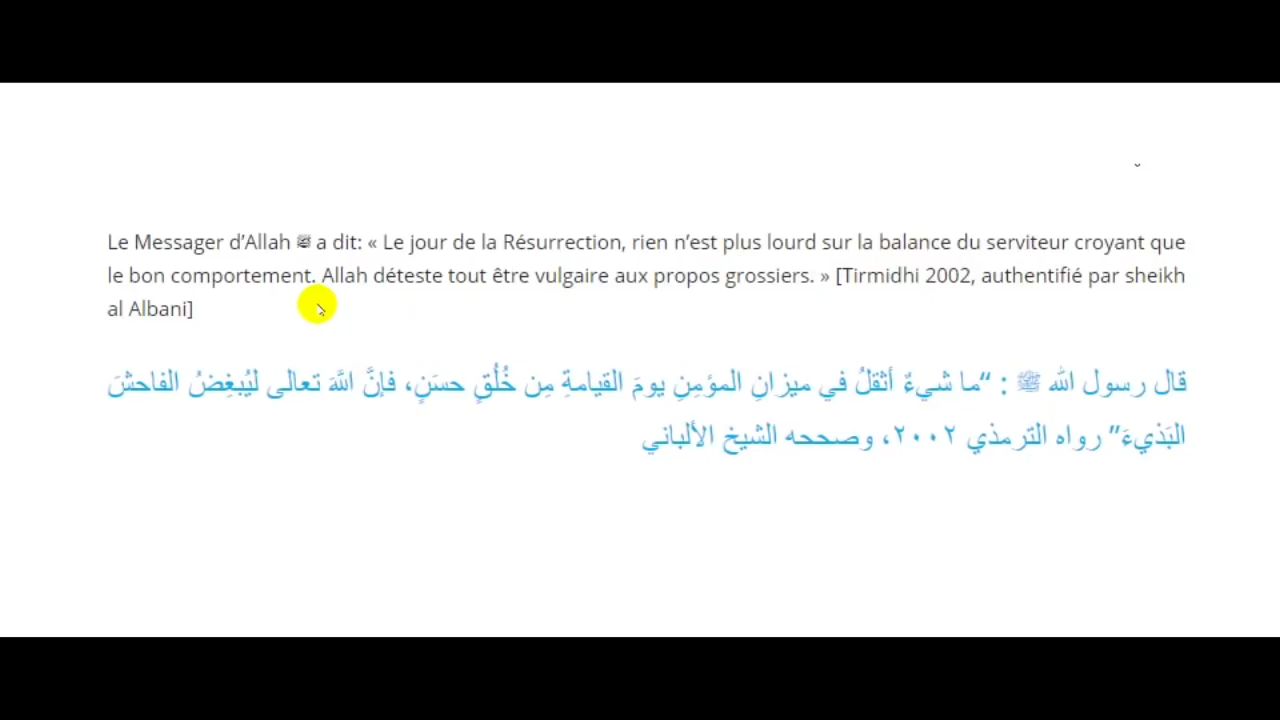 Le Messager d’Allah ﷺ a dit: « Le jour de la Résurrection, rien n’est plus lourd sur la balance du serviteur croyant que
le bon comportement. Allah déteste tout être vulgaire aux propos grossiers. » [Tirmidhi 2002, authentifié par sheikh
al Albani]
قال رسول الله ﷺ : “ما شيءٌ أثقلُ في ميزانِ المؤمِنِ يومَ القيامةِ مِن خُلُقٍ حسَنٍ، فإنَّ اللَّهَ تعالى ليُبغِضُ الفاحشَ
البَذيءَ” رواه الترمذي ٢٠٠٢، وصححه الشيخ الألباني